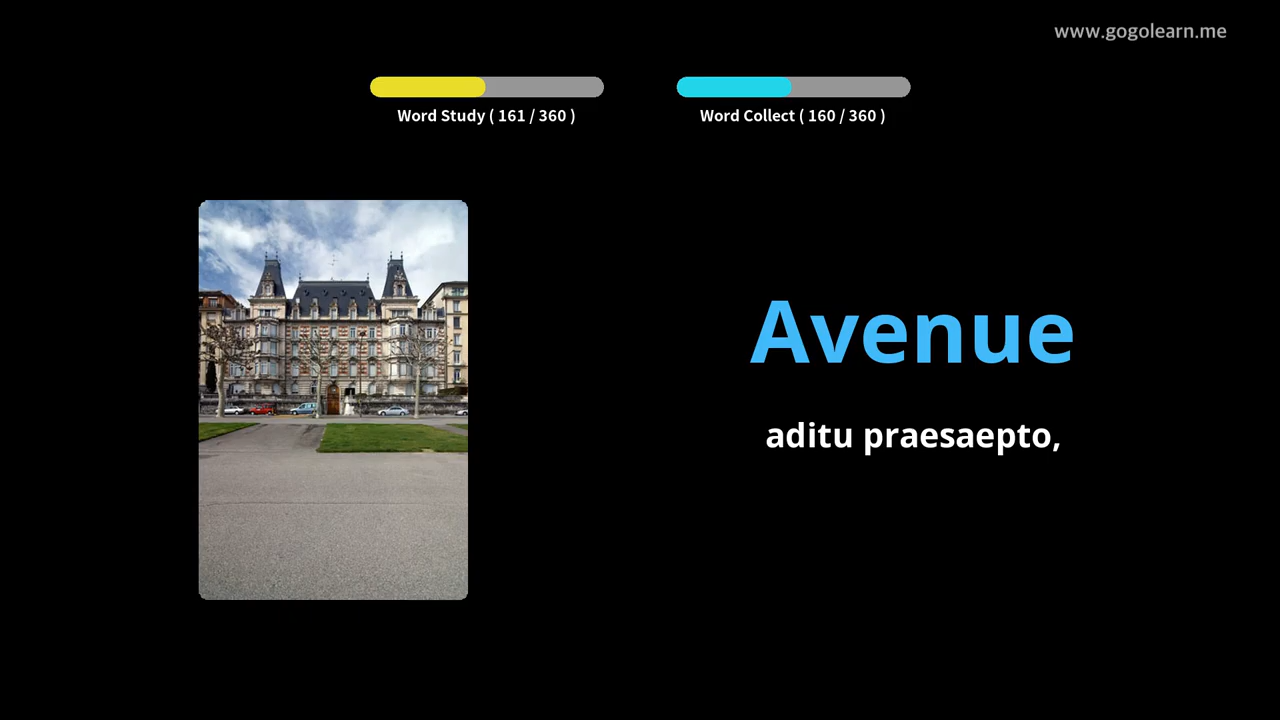 www.gogolearn.me
Word Study ( 161 / 360 )
Word Collect ( 160 / 360 )
Avenue
aditu praesaepto,